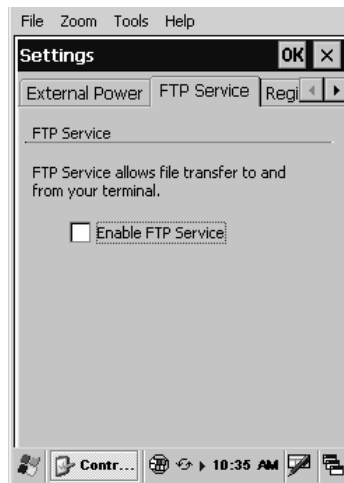 File Zoom Tools Help
Settings OK ×
External Power FTP Service Regi
FTP Service
FTP Service allows file transfer to and
from your terminal.
Enable FTP Service
Contr... 10:35 AM